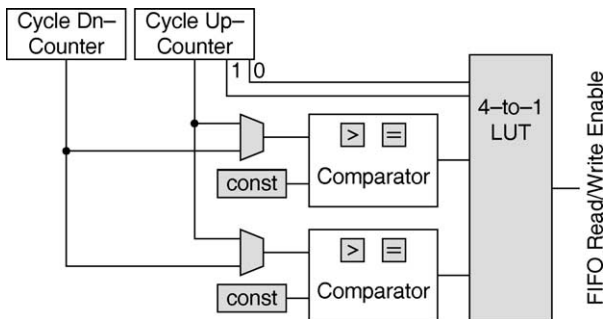 Cycle Dn–
Counter
Cycle Up–
Counter
1 0
4–to–1
LUT
> =
const
Comparator
> =
const
Comparator
FIFO Read/Write Enable